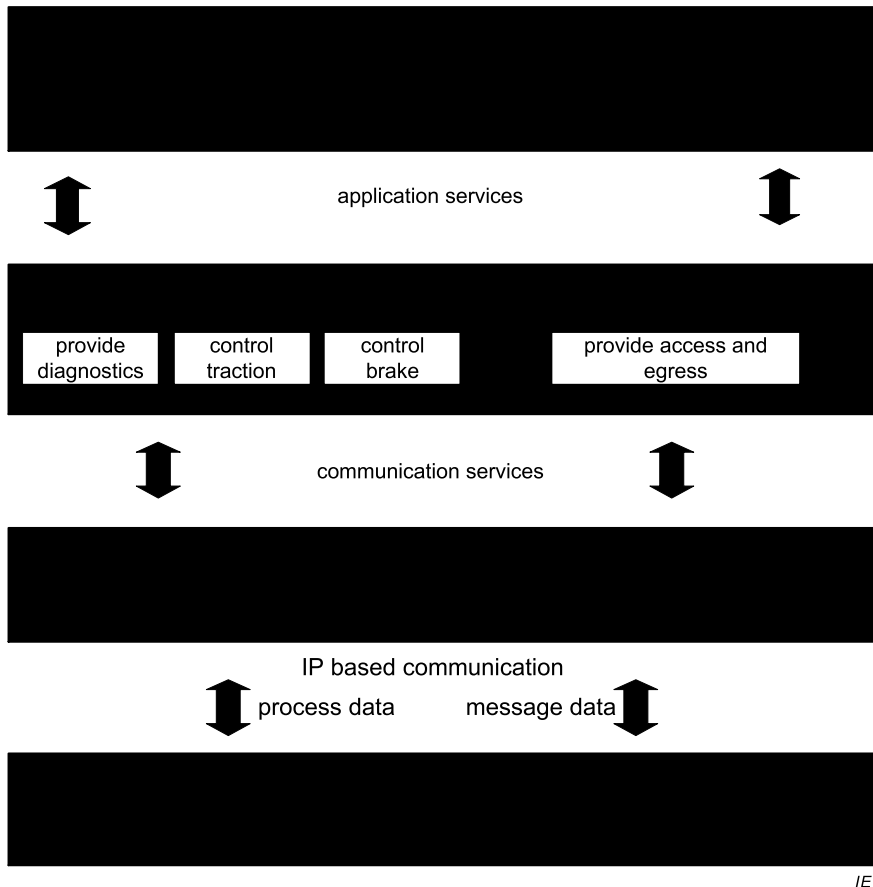 application services
provide
diagnostics
control
traction
control
brake
provide access and
egress
communication services
IP based communication
process data
message data
IE